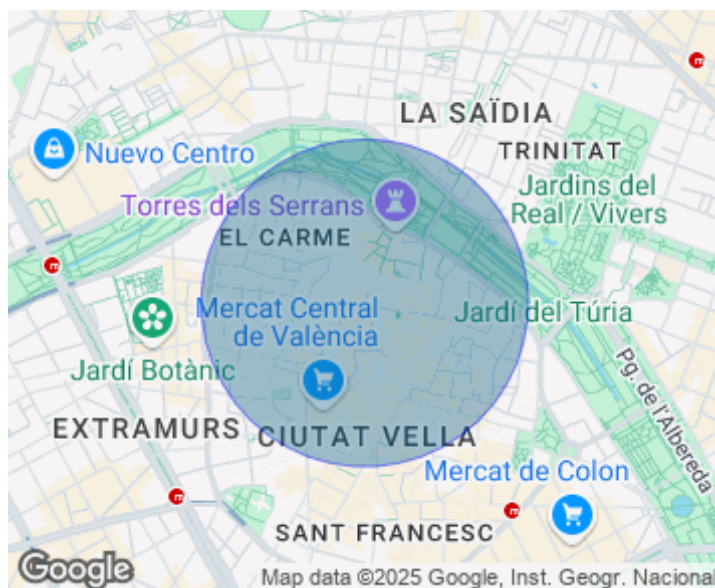 LA SAÏDIA
Nuevo Centro
TRINITAT
Torres dels Serrans
Jardins del
Real / Vivers
EL CARME
Mercat Central
de València
Jardí del Túria
Jardí Botànic
Pg. de l'Albereda
EXTRAMURS
CIUTAT VELLA
Mercat de Colon
SANT FRANCESC
Google
Map data ©2025 Google, Inst. Geogr. Nacional